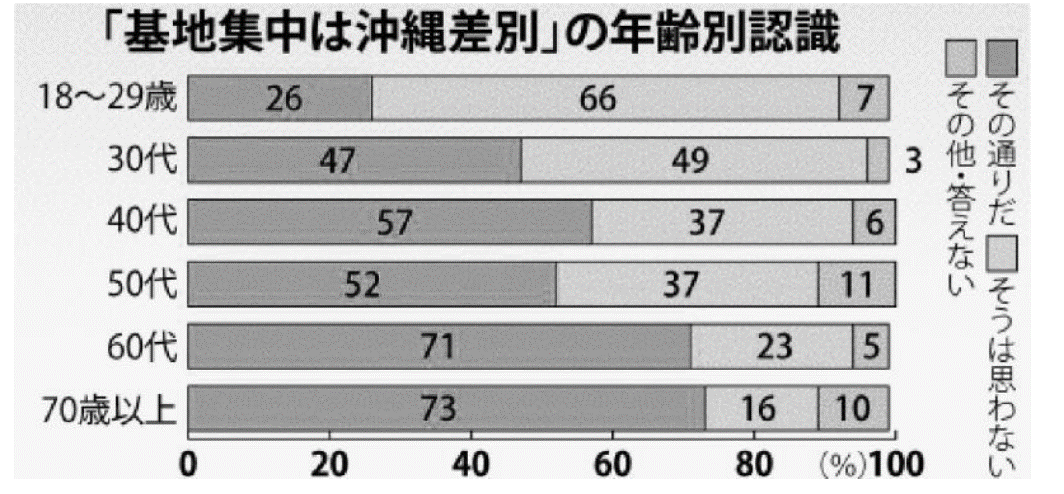 「基地集中は沖縄差別」の年齢別認識
その通りだ
そうは思わない
その他・答えない
18〜29歳 26 66 7
30代 47 49 3
40代 57 37 6
50代 52 37 11
60代 71 23 5
70歳以上 73 16 10
0 20 40 60 80 (%)100